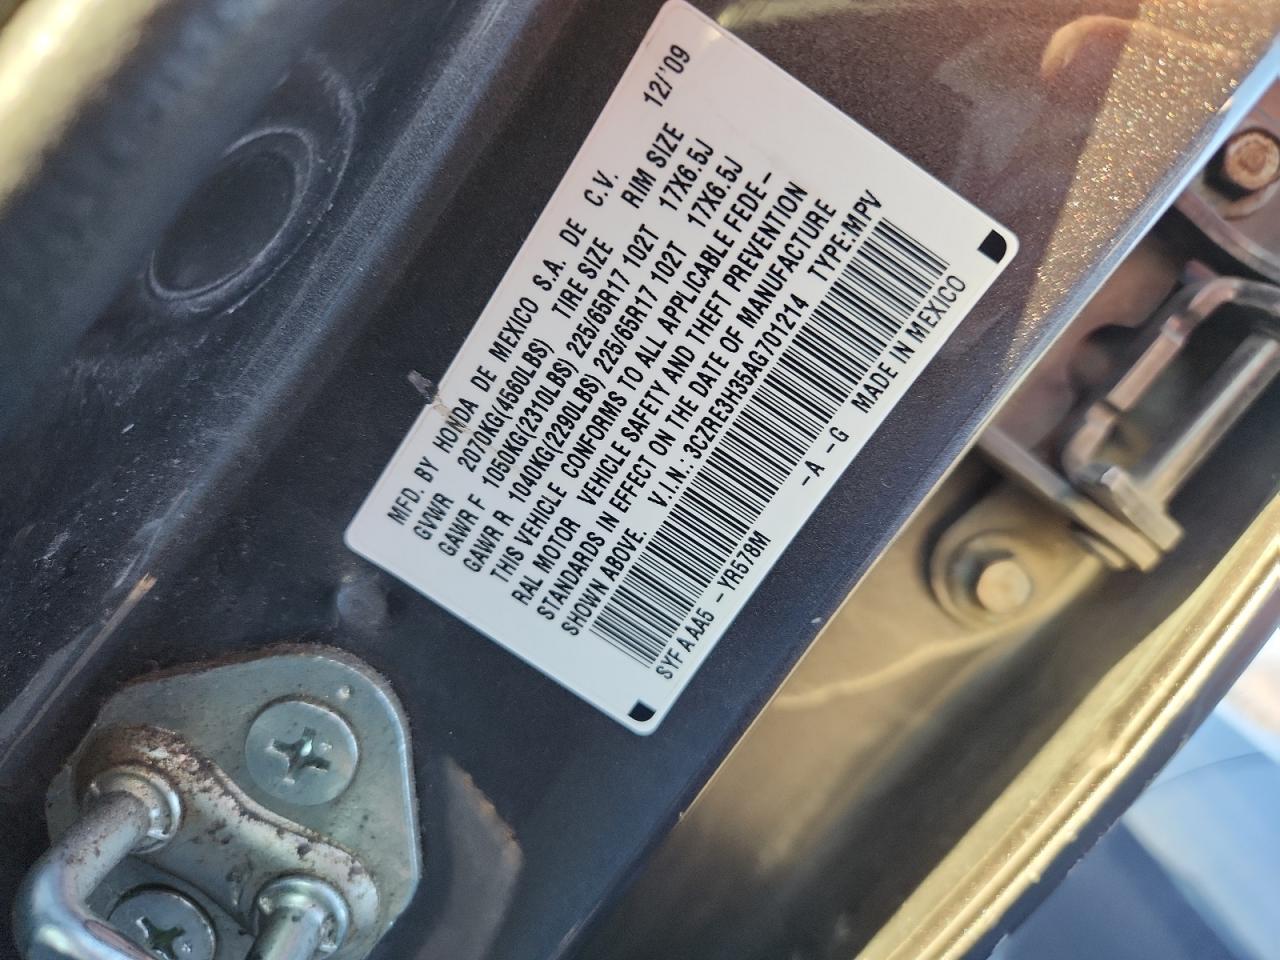 MFD. BY HONDA DE MEXICO S.A. DE C.V. 12/'09
GVWR 2070KG(4560LBS) TIRE SIZE RIM SIZE
GAWR F 1050KG(2310LBS) 225/65R17 102T 17X6.5J
GAWR R 1040KG(2290LBS) 225/65R17 102T 17X6.5J
THIS VEHICLE CONFORMS TO ALL APPLICABLE FEDE-
RAL MOTOR VEHICLE SAFETY AND THEFT PREVENTION
STANDARDS IN EFFECT ON THE DATE OF MANUFACTURE
SHOWN ABOVE. V.I.N.: 3CZRE3H35AG701214 TYPE:MPV
SYF A AA5 -YR578M -A -G MADE IN MEXICO